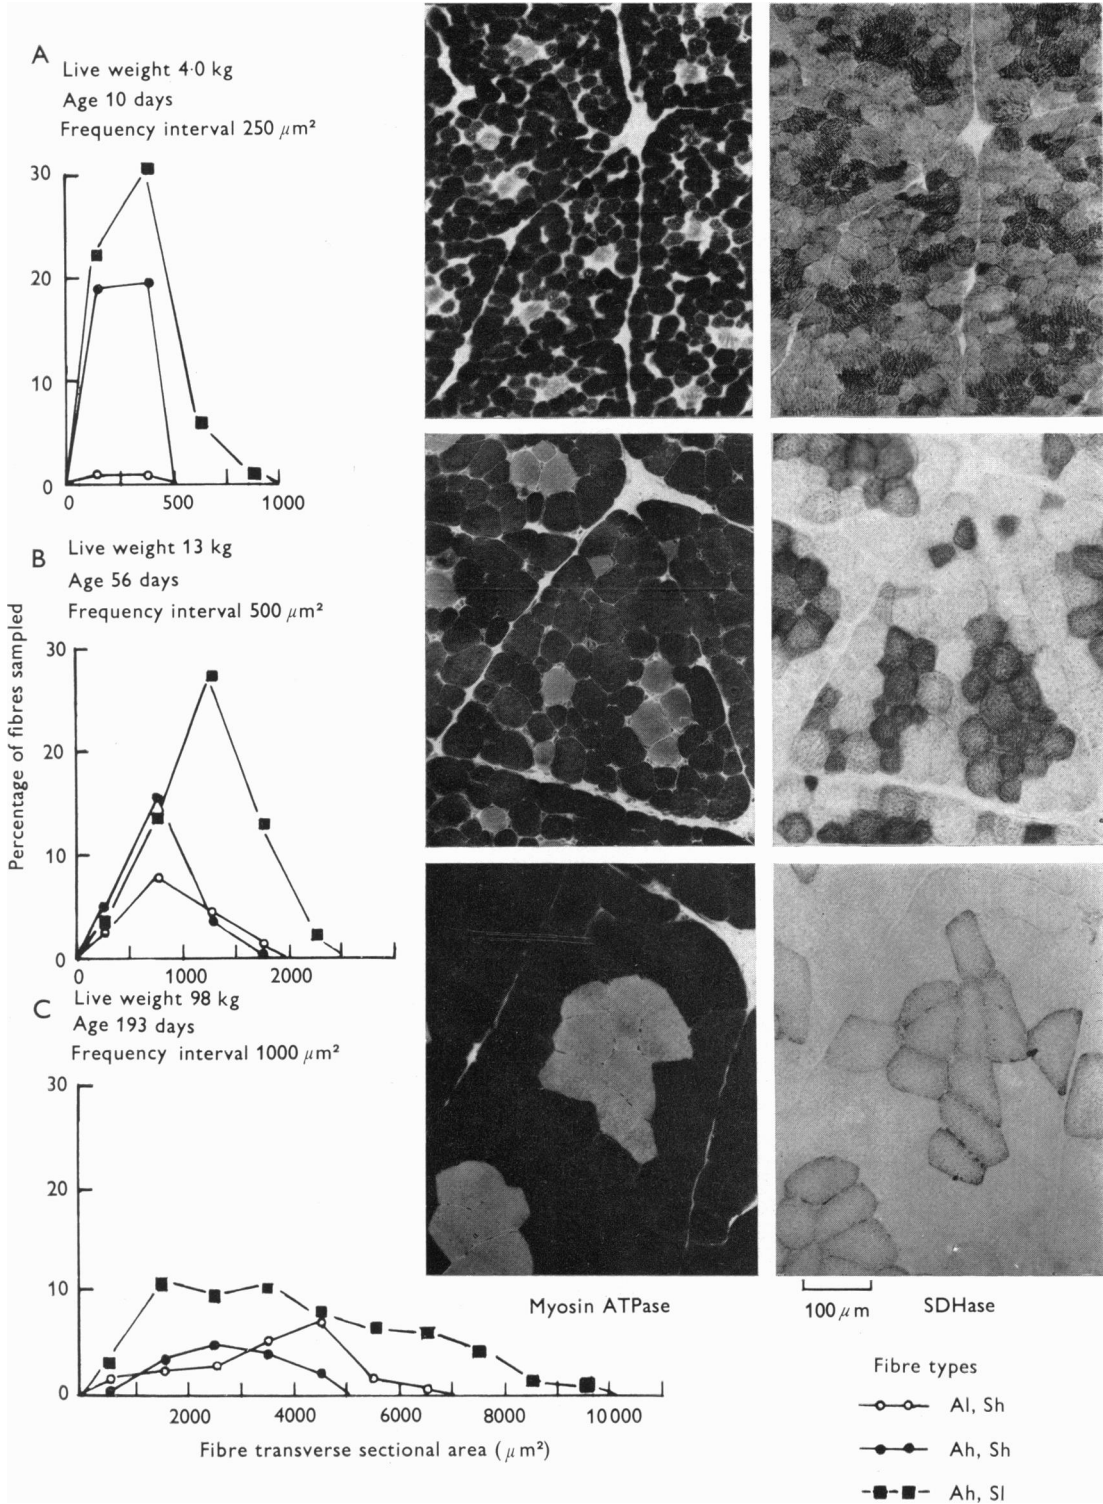 A
Live weight 4·0 kg
Age 10 days
Frequency interval 250 μm²
30
20
10
0
0 500 1000
B
Live weight 13 kg
Age 56 days
Frequency interval 500 μm²
30
20
10
0
0 1000 2000
Percentage of fibres sampled
C
Live weight 98 kg
Age 193 days
Frequency interval 1000 μm²
30
20
10
0
2000 4000 6000 8000 10000
Fibre transverse sectional area (μm²)
Myosin ATPase
100 μm
SDHase
Fibre types
Al, Sh
Ah, Sh
Ah, Sl